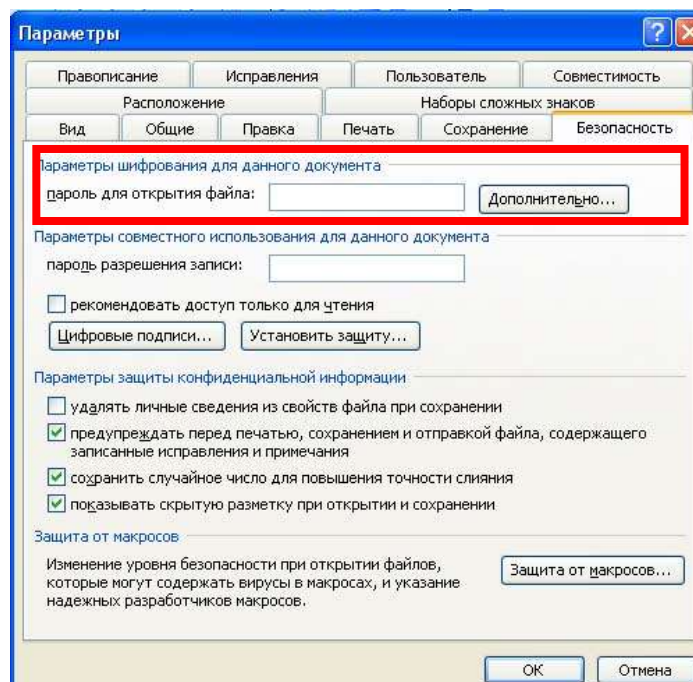 Параметры
Правописание Исправления Пользователь Совместимость
Расположение Наборы сложных знаков
Вид Общие Правка Печать Сохранение Безопасность
Параметры шифрования для данного документа
пароль для открытия файла: Дополнительно...
Параметры совместного использования для данного документа
пароль разрешения записи:
рекомендовать доступ только для чтения
Цифровые подписи... Установить защиту...
Параметры защиты конфиденциальной информации
удалять личные сведения из свойств файла при сохранении
предупреждать перед печатью, сохранением и отправкой файла, содержащего
записанные исправления и примечания
сохранить случайное число для повышения точности слияния
показывать скрытую разметку при открытии и сохранении
Защита от макросов
Изменение уровня безопасности при открытии файлов,
которые могут содержать вирусы в макросах, и указание
надежных разработчиков макросов.
Защита от макросов...
ОК Отмена